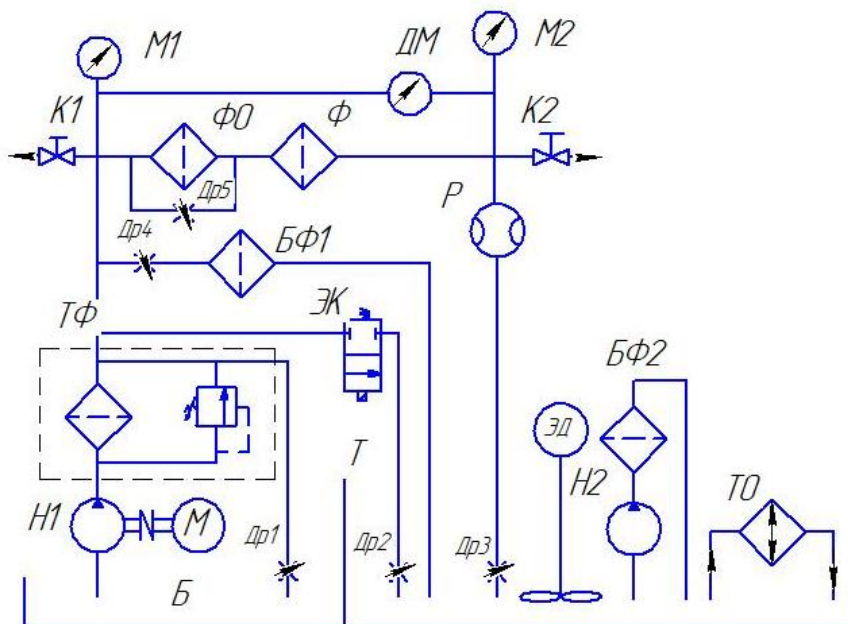 М1
ДМ
М2
К1
ФО
Ф
К2
Др5
Р
Др4
БФ1
ТФ
ЭК
БФ2
ЭД
Т
Н2
ТО
Н1
М
Др1
Др2
Др3
Б